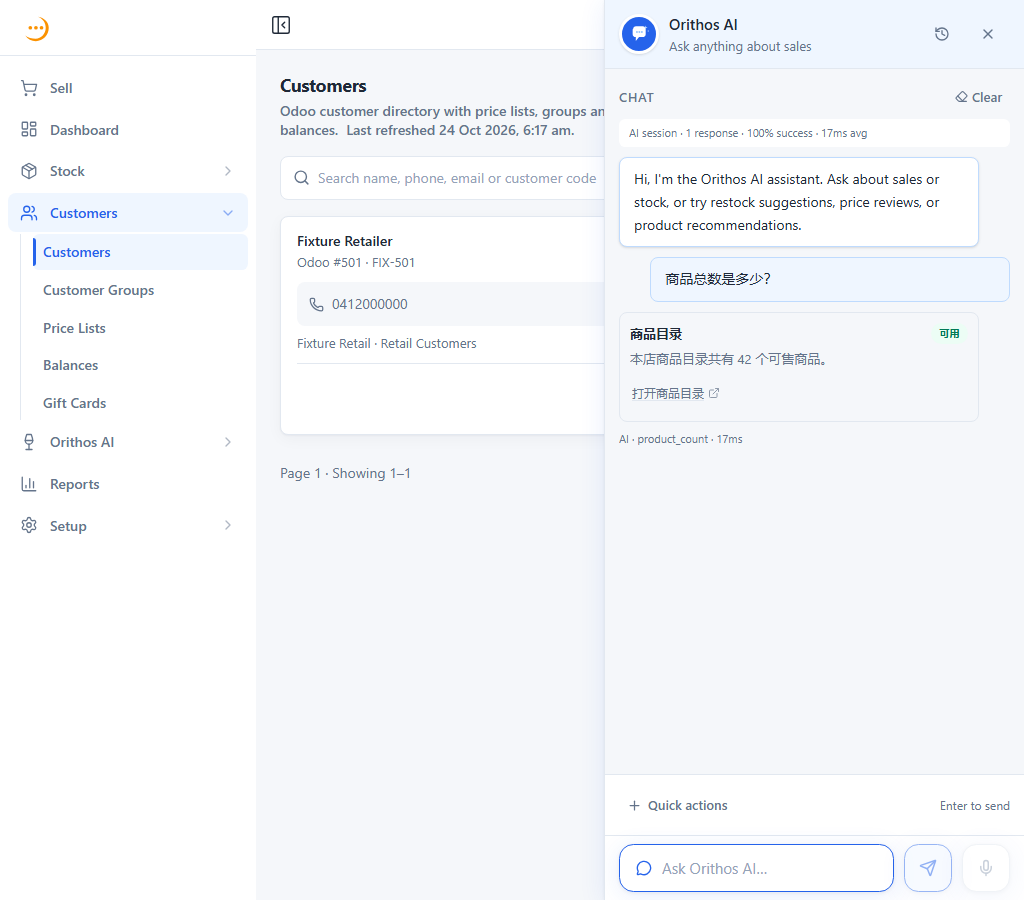 Sell
Dashboard
Stock
Customers
Customers
Customer Groups
Price Lists
Balances
Gift Cards
Orithos AI
Reports
Setup
Customers
Odoo customer directory with price lists, groups an
balances. Last refreshed 24 Oct 2026, 6:17 am.
Search name, phone, email or customer code
Fixture Retailer
Odoo #501 · FIX-501
0412000000
Fixture Retail · Retail Customers
Page 1 · Showing 1–1
Orithos AI
Ask anything about sales
CHAT
Clear
AI session · 1 response · 100% success · 17ms avg
Hi, I'm the Orithos AI assistant. Ask about sales or
stock, or try restock suggestions, price reviews, or
product recommendations.
商品总数是多少？
商品目录
可用
本店商品目录共有 42 个可售商品。
打开商品目录
AI · product_count · 17ms
Quick actions
Enter to send
Ask Orithos AI...